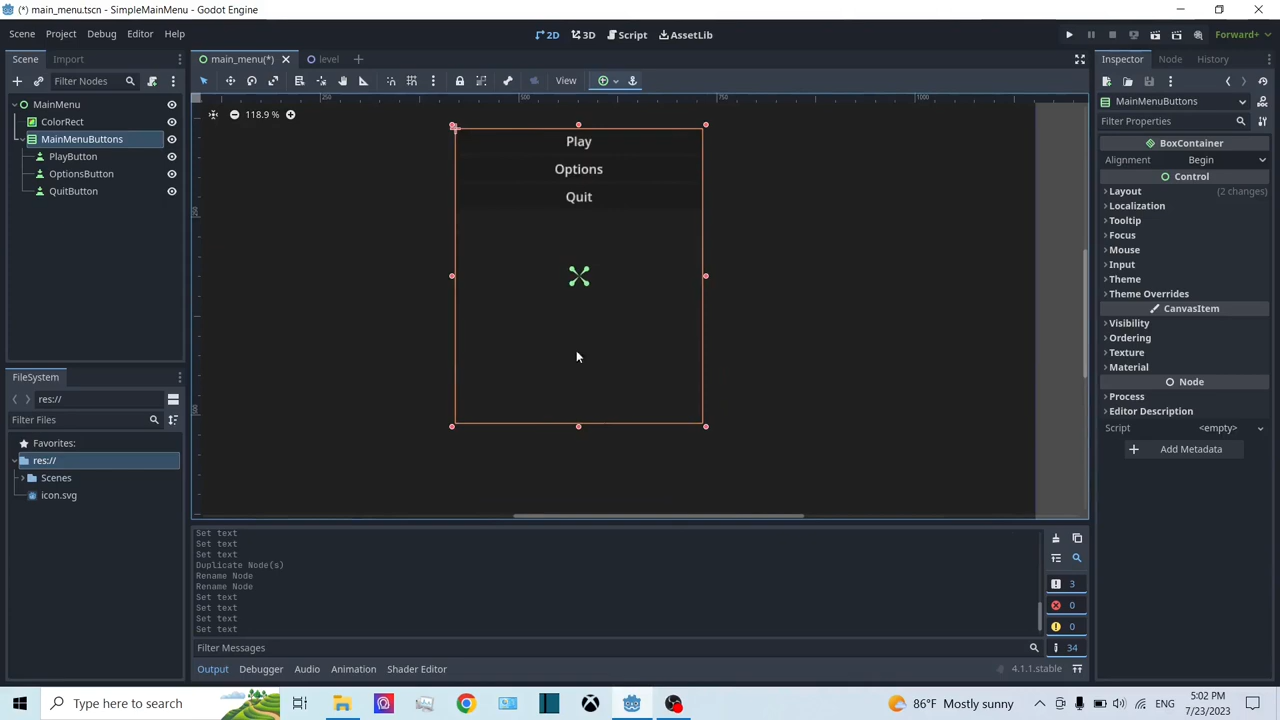 (*) main_menu.tscn - SimpleMainMenu - Godot Engine
Scene Project Debug Editor Help
2D 3D Script AssetLib
Forward+
Scene Import
main_menu(*) level
Inspector Node History
Filter Nodes
View
MainMenu
ColorRect
MainMenuButtons
PlayButton
OptionsButton
QuitButton
250 500 750 1000
118.9 %
250
500
Play
Options
Quit
MainMenuButtons
Filter Properties
BoxContainer
Alignment Begin
Control
Layout (2 changes)
Localization
Tooltip
Focus
Mouse
Input
Theme
Theme Overrides
CanvasItem
Visibility
Ordering
Texture
Material
Node
Process
Editor Description
Script <empty>
Add Metadata
FileSystem
res://
Filter Files
Favorites:
res://
Scenes
icon.svg
Set text
Set text
Set text
Duplicate Node(s)
Rename Node
Rename Node
Set text
Set text
Set text
Set text
3
0
0
34
Filter Messages
Output Debugger Audio Animation Shader Editor
4.1.1.stable
Type here to search
86°F Mostly sunny
ENG
5:02 PM
7/23/2023